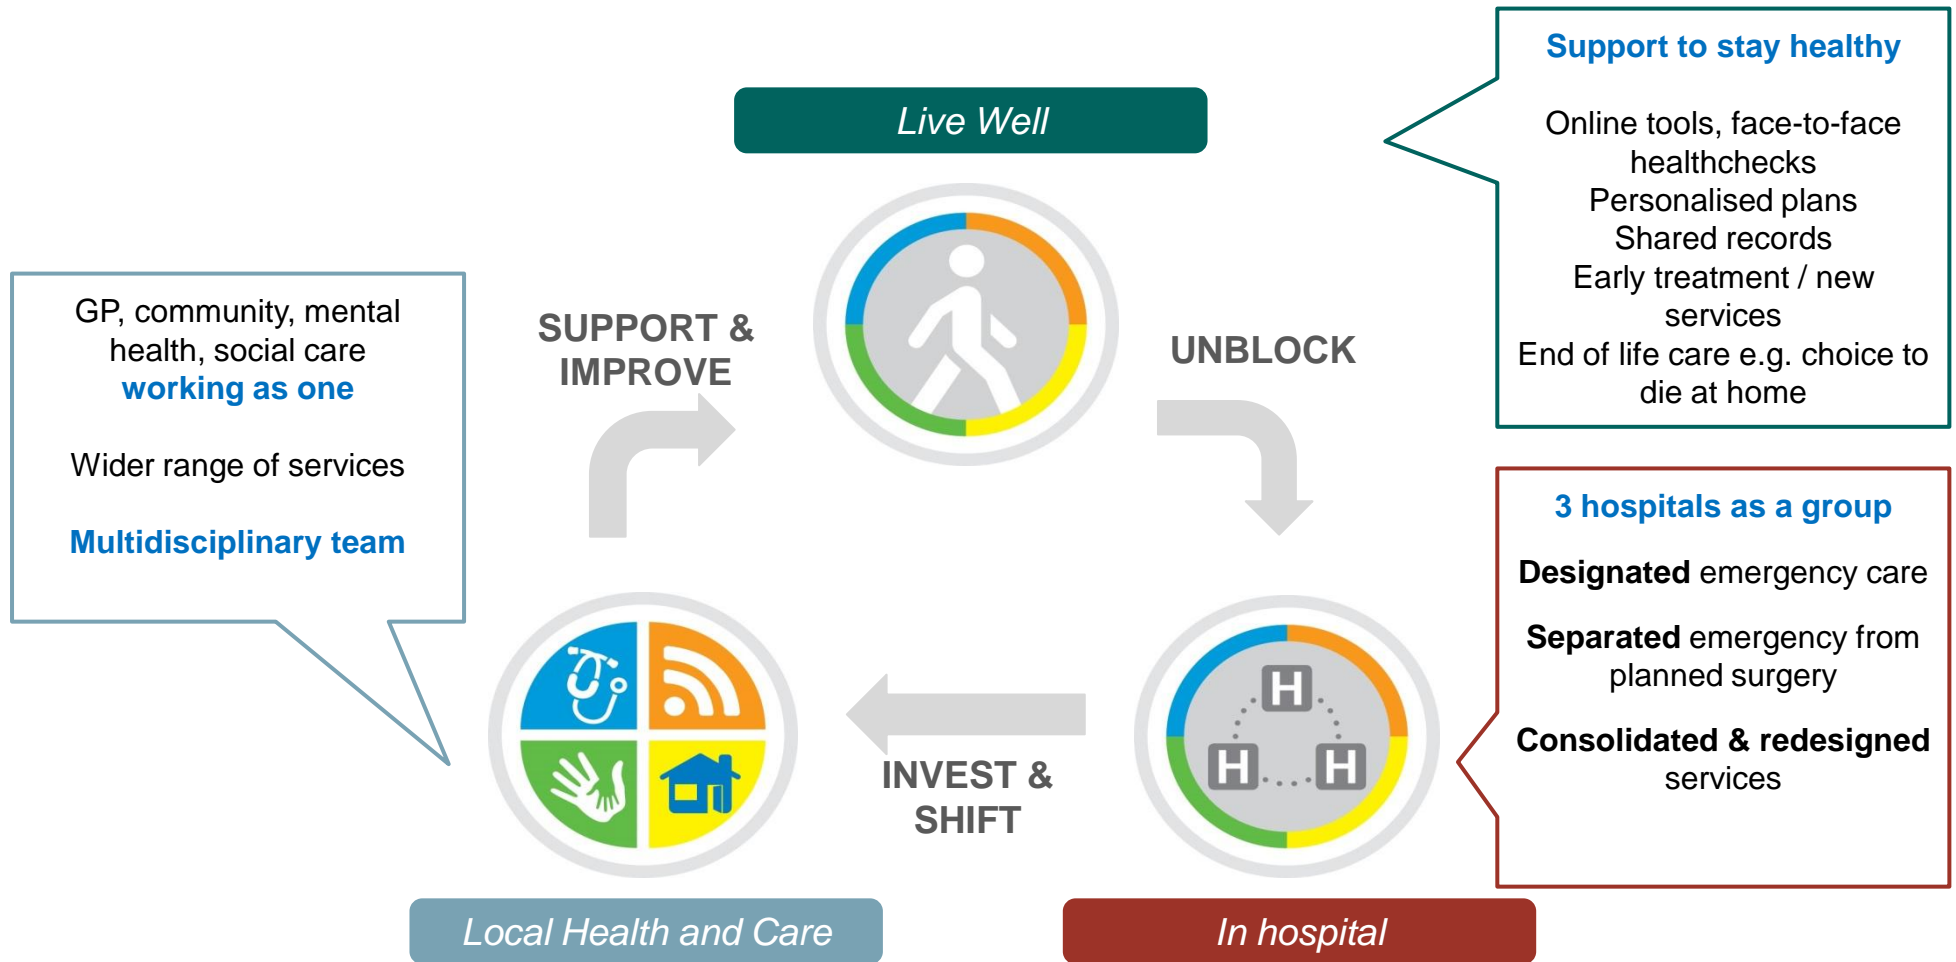 Live Well
Support to stay healthy
Online tools, face-to-face
healthchecks
Personalised plans
Shared records
Early treatment / new
services
End of life care e.g. choice to
die at home
GP, community, mental
health, social care
working as one
Wider range of services
Multidisciplinary team
SUPPORT &
IMPROVE
UNBLOCK
3 hospitals as a group
Designated emergency care
Separated emergency from
planned surgery
Consolidated & redesigned
services
H
H
H
INVEST &
SHIFT
Local Health and Care
In hospital